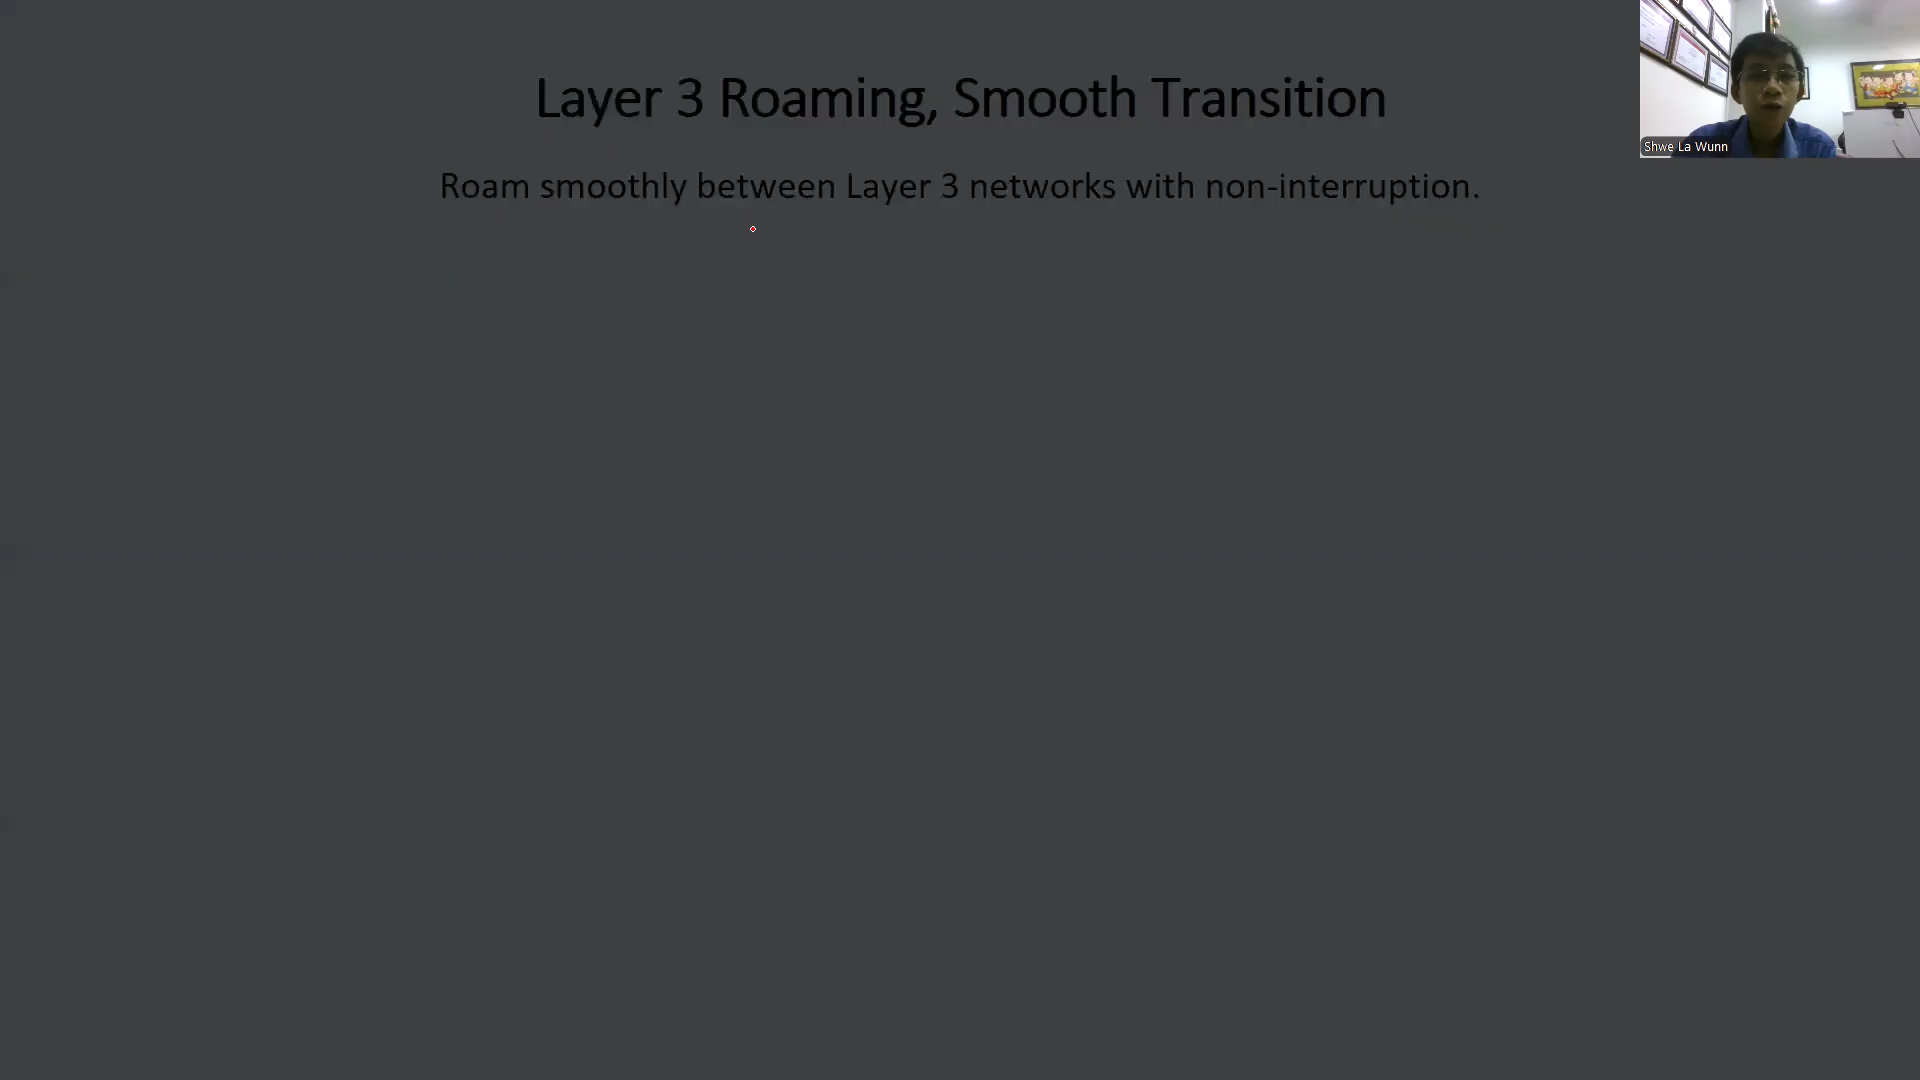 Layer 3 Roaming, Smooth Transition
Roam smoothly between Layer 3 networks with non-interruption.
Shwe La Wunn